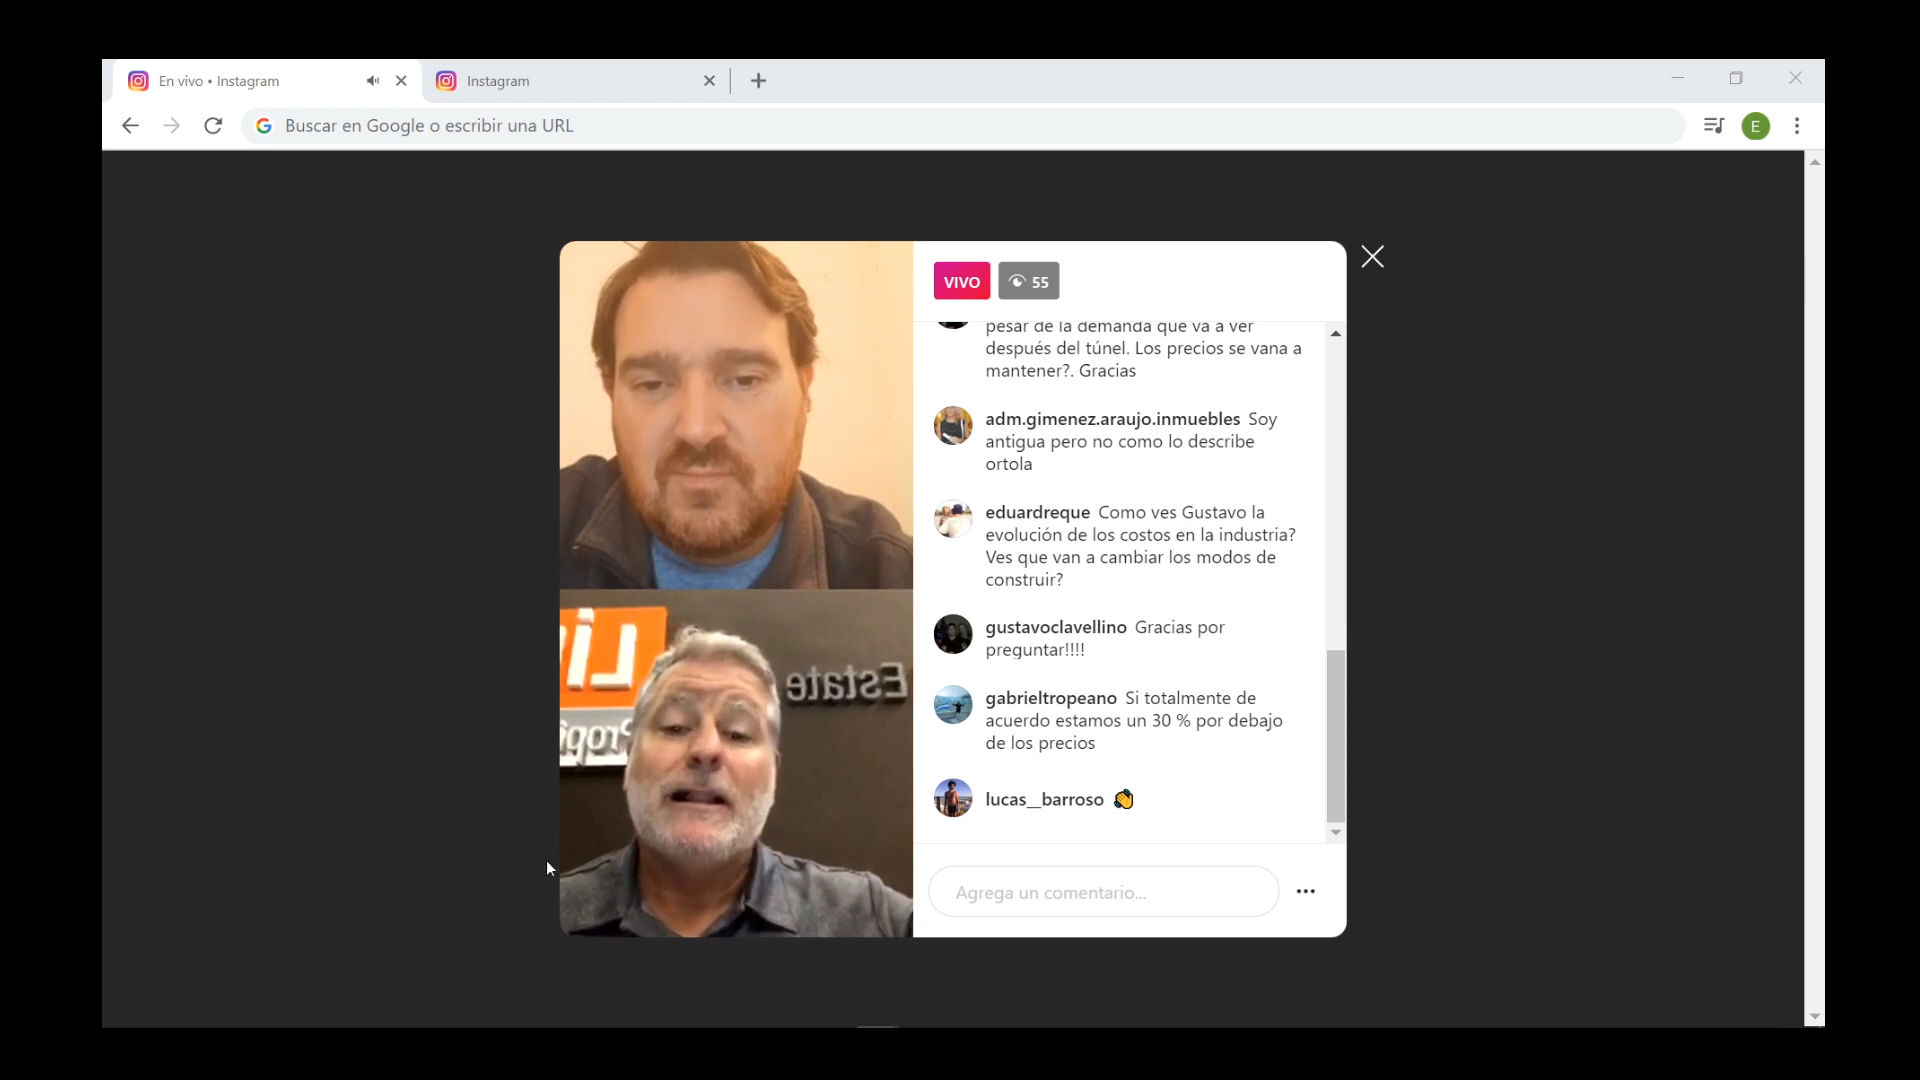 En vivo • Instagram
Instagram
Buscar en Google o escribir una URL
E
VIVO
55
pesar de la demanda que va a ver
después del túnel. Los precios se vana a
mantener?. Gracias
adm.gimenez.araujo.inmuebles Soy
antigua pero no como lo describe
ortola
eduardreque Como ves Gustavo la
evolución de los costos en la industria?
Ves que van a cambiar los modos de
construir?
gustavoclavellino Gracias por
preguntar!!!!
gabrieltropeano Si totalmente de
acuerdo estamos un 30 % por debajo
de los precios
lucas__barroso 👏
Estate
Agrega un comentario...